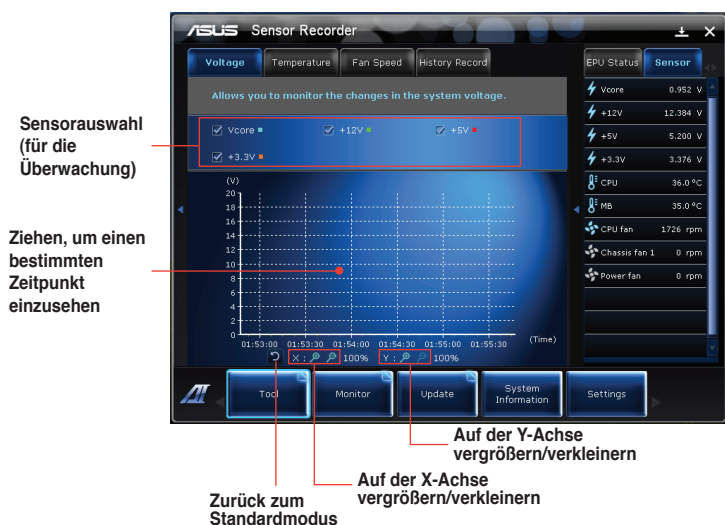 ASUS Sensor Recorder
Voltage
Temperature
Fan Speed
History Record
EPU Status
Sensor
Allows you to monitor the changes in the system voltage.
Vcore
+12V
+5V
+3.3V
Vcore 0.952 V
+12V 12.384 V
+5V 5.200 V
+3.3V 3.376 V
CPU 36.0 ºC
MB 35.0 ºC
CPU fan 1726 rpm
Chassis fan 1 0 rpm
Power fan 0 rpm
Sensorauswahl
(für die
Überwachung)
Ziehen, um einen
bestimmten
Zeitpunkt
einzusehen
(V)
20
18
16
14
12
10
8
6
4
2
0
01:53:00 01:53:30 01:54:00 01:54:30 01:55:00 01:55:30 (Time)
X : 100% Y : 100%
Tool
Monitor
Update
System
Information
Settings
Auf der Y-Achse
vergrößern/verkleinern
Auf der X-Achse
vergrößern/verkleinern
Zurück zum
Standardmodus